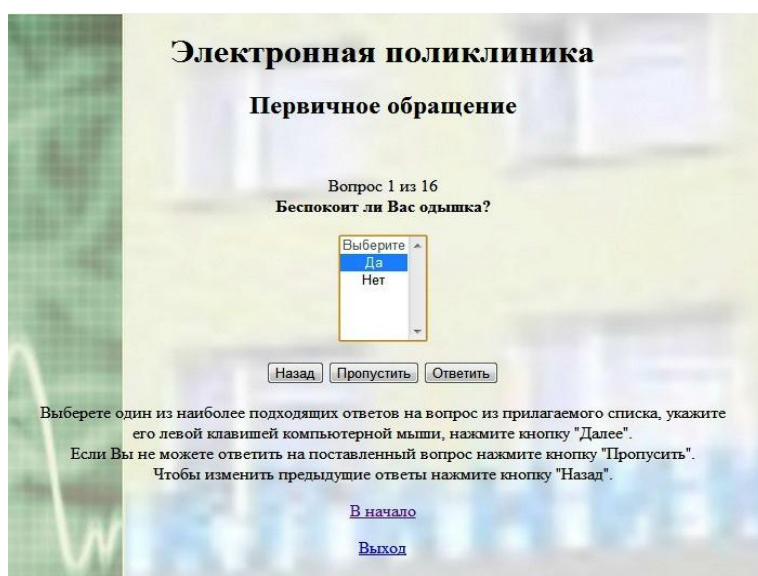 Электронная поликлиника
Первичное обращение
Вопрос 1 из 16
Беспокоит ли Вас одышка?
Выберите
Да
Нет
Назад Пропустить Ответить
Выберете один из наиболее подходящих ответов на вопрос из прилагаемого списка, укажите
его левой клавишей компьютерной мыши, нажмите кнопку "Далее".
Если Вы не можете ответить на поставленный вопрос нажмите кнопку "Пропусить".
Чтобы изменить предыдущие ответы нажмите кнопку "Назад".
В начало
Выход